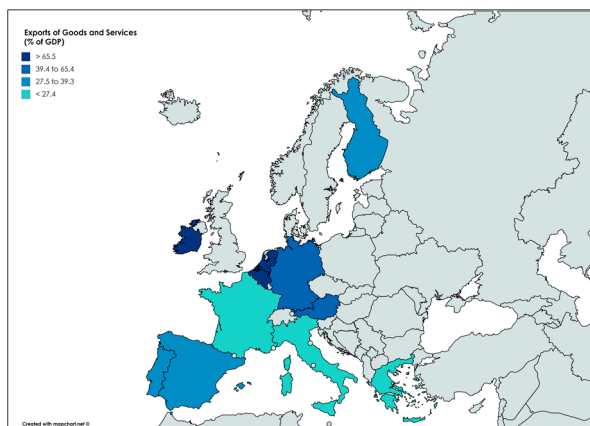 Exports of Goods and Services
(% of GDP)
> 65.5
39.4 to 65.4
27.5 to 39.3
< 27.4
Created with mapchart.net ©